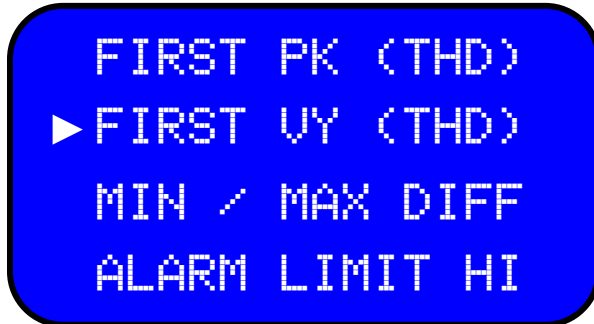 FIRST PK (THD)
►FIRST VY (THD)
MIN / MAX DIFF
ALARM LIMIT HI